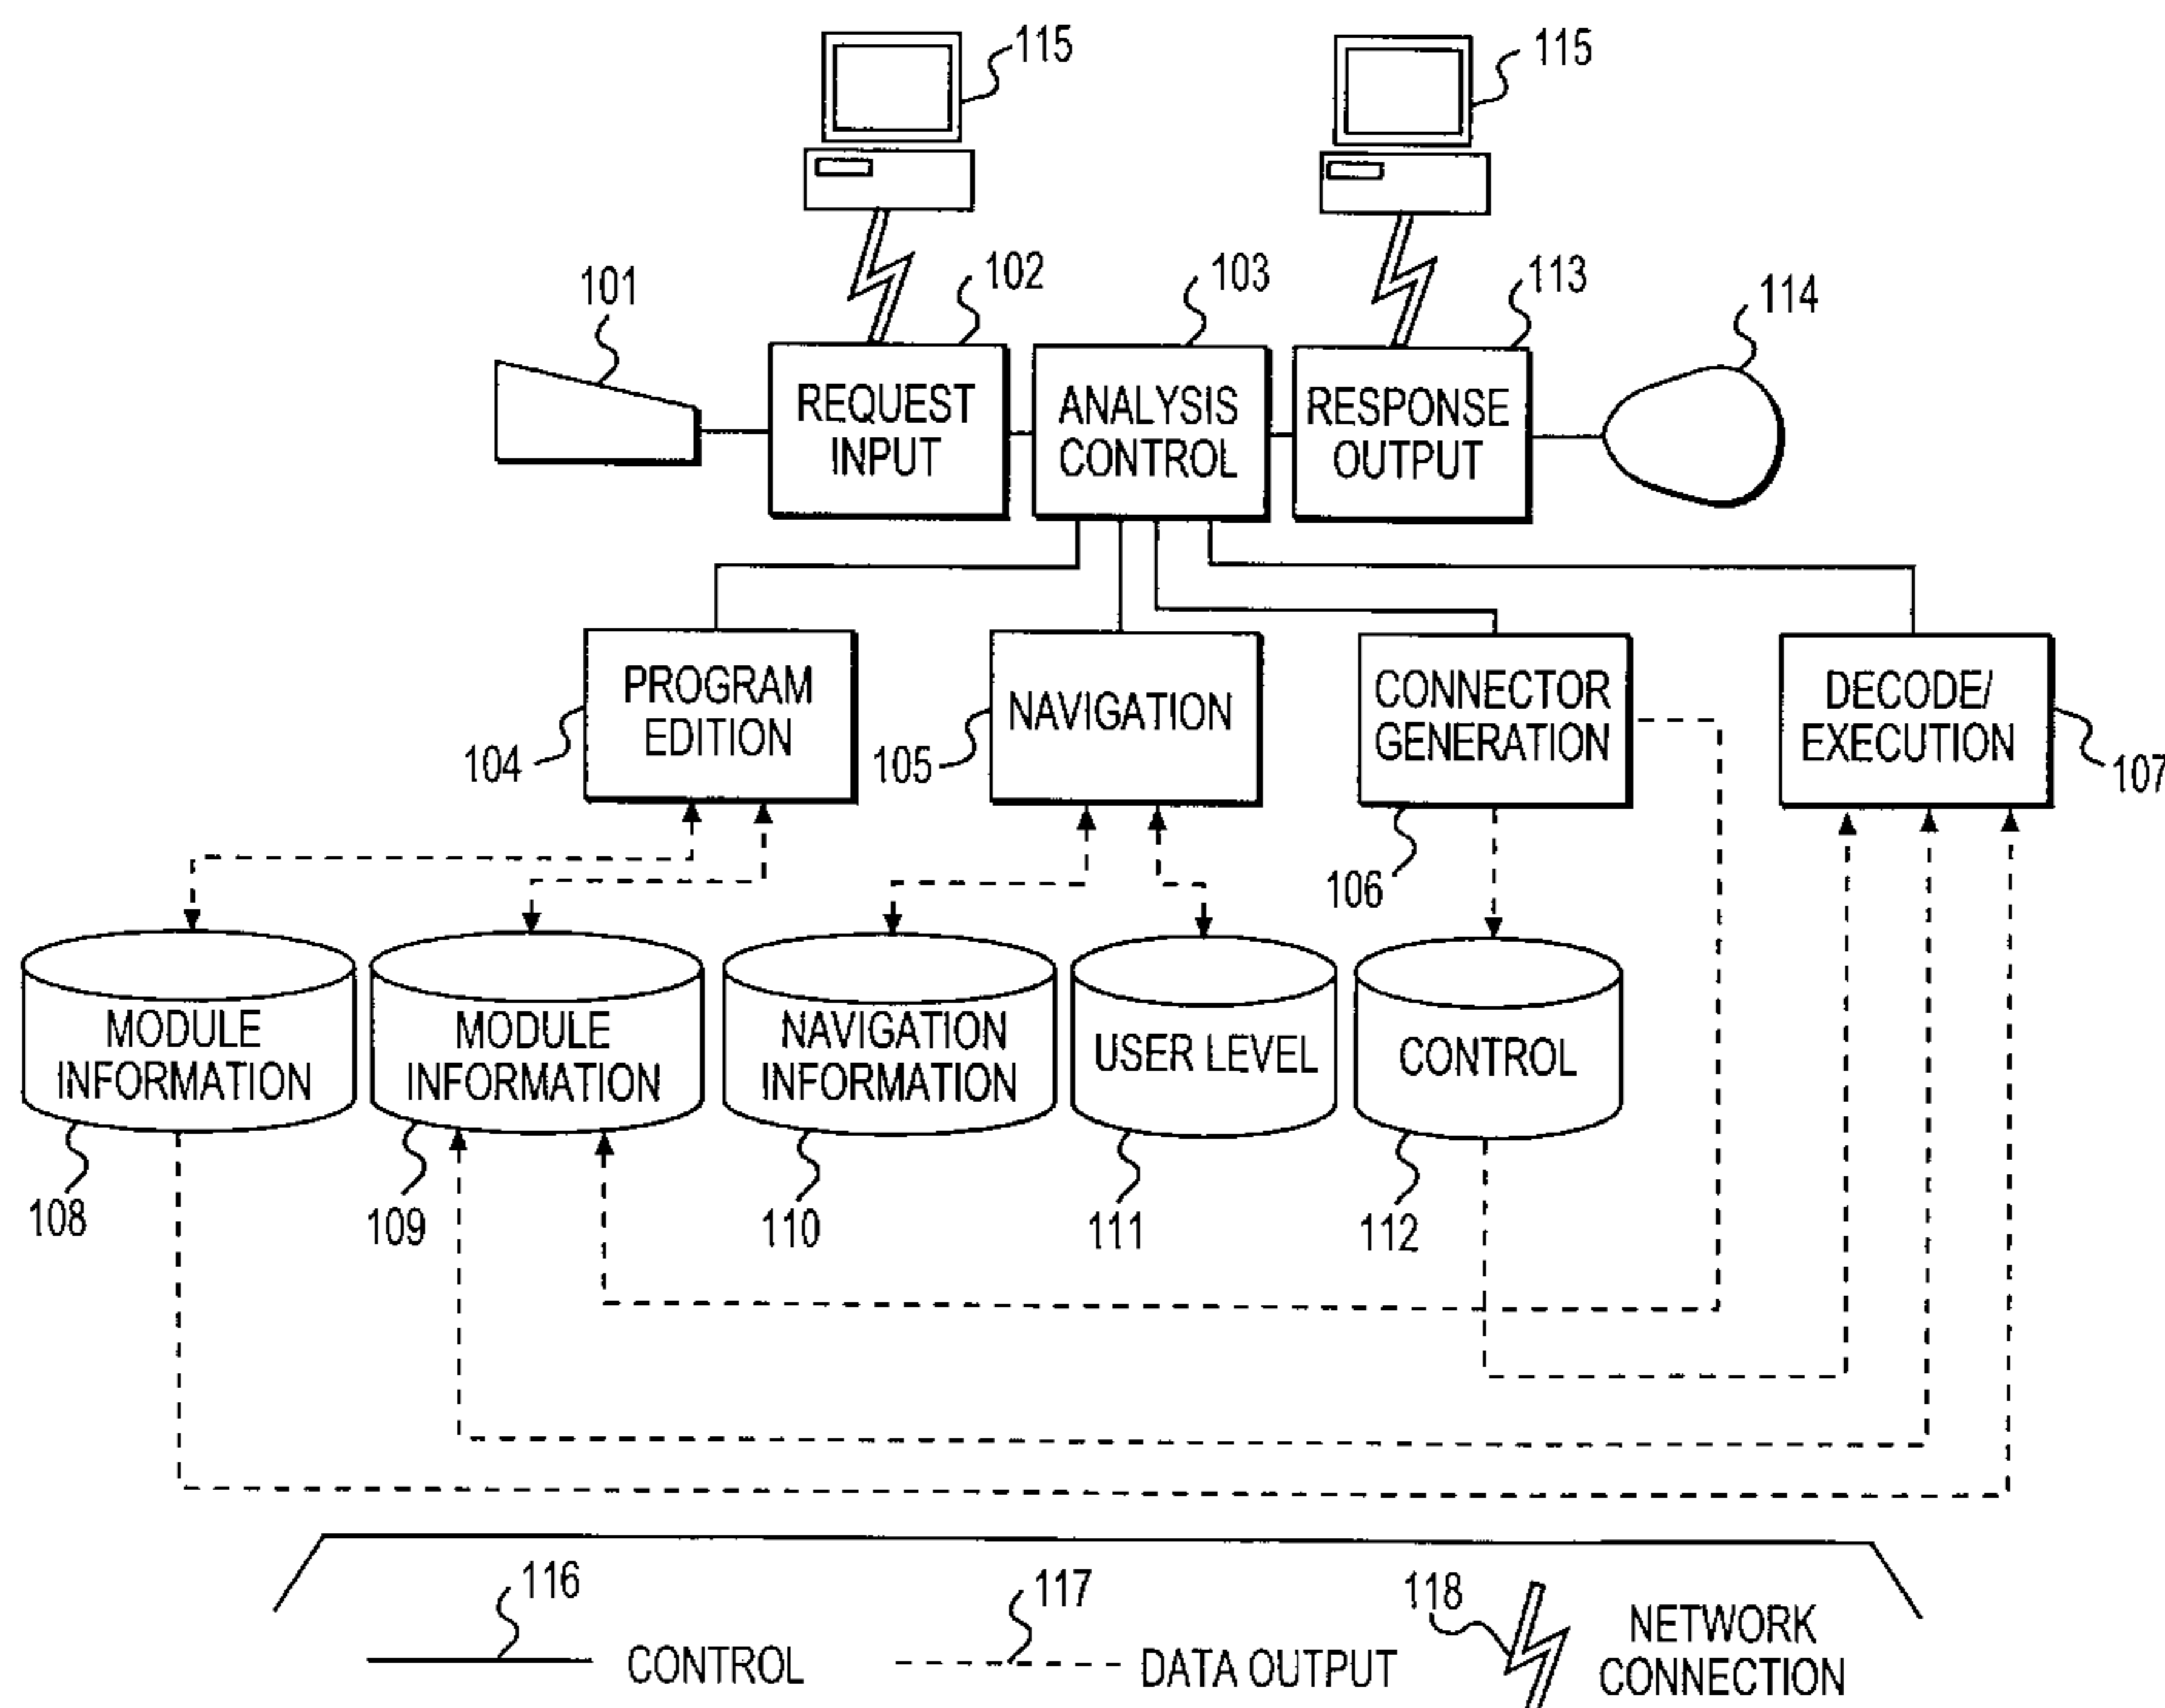 115
115
101
102
103
113
114
REQUEST
INPUT
ANALYSIS
CONTROL
RESPONSE
OUTPUT
PROGRAM
EDITION
104
NAVIGATION
105
CONNECTOR
GENERATION
106
DECODE/
EXECUTION
107
MODULE
INFORMATION
MODULE
INFORMATION
NAVIGATION
INFORMATION
USER LEVEL
CONTROL
108
109
110
111
112
116
CONTROL
117
DATA OUTPUT
118
NETWORK
CONNECTION